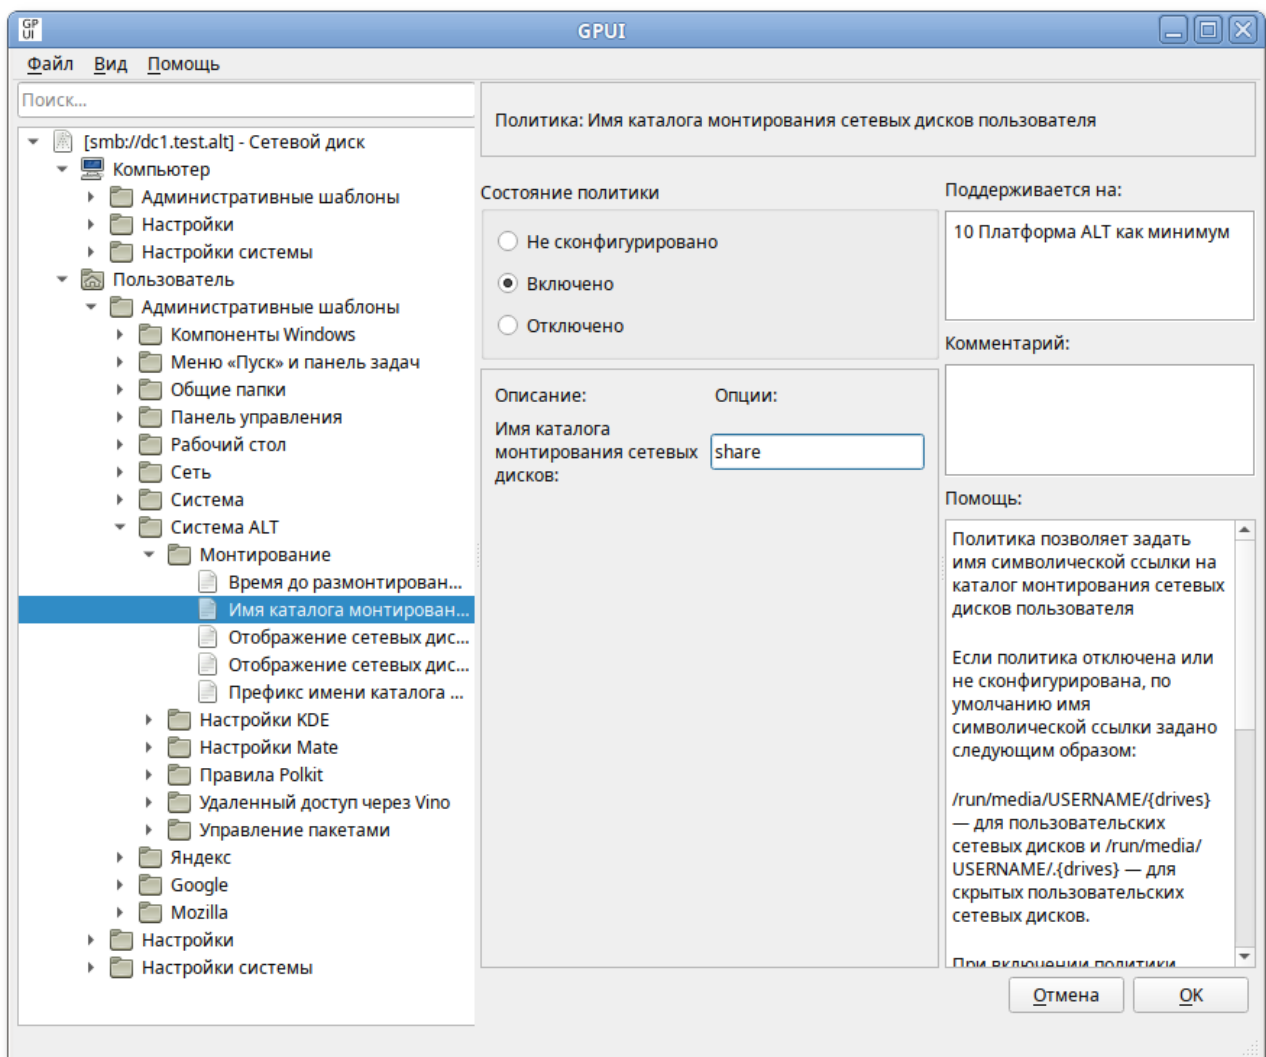 GP
UI
GPUI
Файл Вид Помощь
Поиск...
[smb://dc1.test.alt] - Сетевой диск
Компьютер
Административные шаблоны
Настройки
Настройки системы
Пользователь
Административные шаблоны
Компоненты Windows
Меню «Пуск» и панель задач
Общие папки
Панель управления
Рабочий стол
Сеть
Система
Система ALT
Монтирование
Время до размонтирован...
Имя каталога монтирован...
Отображение сетевых дис...
Отображение сетевых дис...
Префикс имени каталога ...
Настройки KDE
Настройки Mate
Правила Polkit
Удаленный доступ через Vino
Управление пакетами
Яндекс
Google
Mozilla
Настройки
Настройки системы
Политика: Имя каталога монтирования сетевых дисков пользователя
Состояние политики
Не сконфигурировано
Включено
Отключено
Описание: Опции:
Имя каталога
монтирования сетевых
дисков:
share
Поддерживается на:
10 Платформа ALT как минимум
Комментарий:
Помощь:
Политика позволяет задать
имя символической ссылки на
каталог монтирования сетевых
дисков пользователя
Если политика отключена или
не сконфигурирована, по
умолчанию имя
символической ссылки задано
следующим образом:
/run/media/USERNAME/{drives}
— для пользовательских
сетевых дисков и /run/media/
USERNAME/.{drives} — для
скрытых пользовательских
сетевых дисков.
При включении политики
Отмена OK